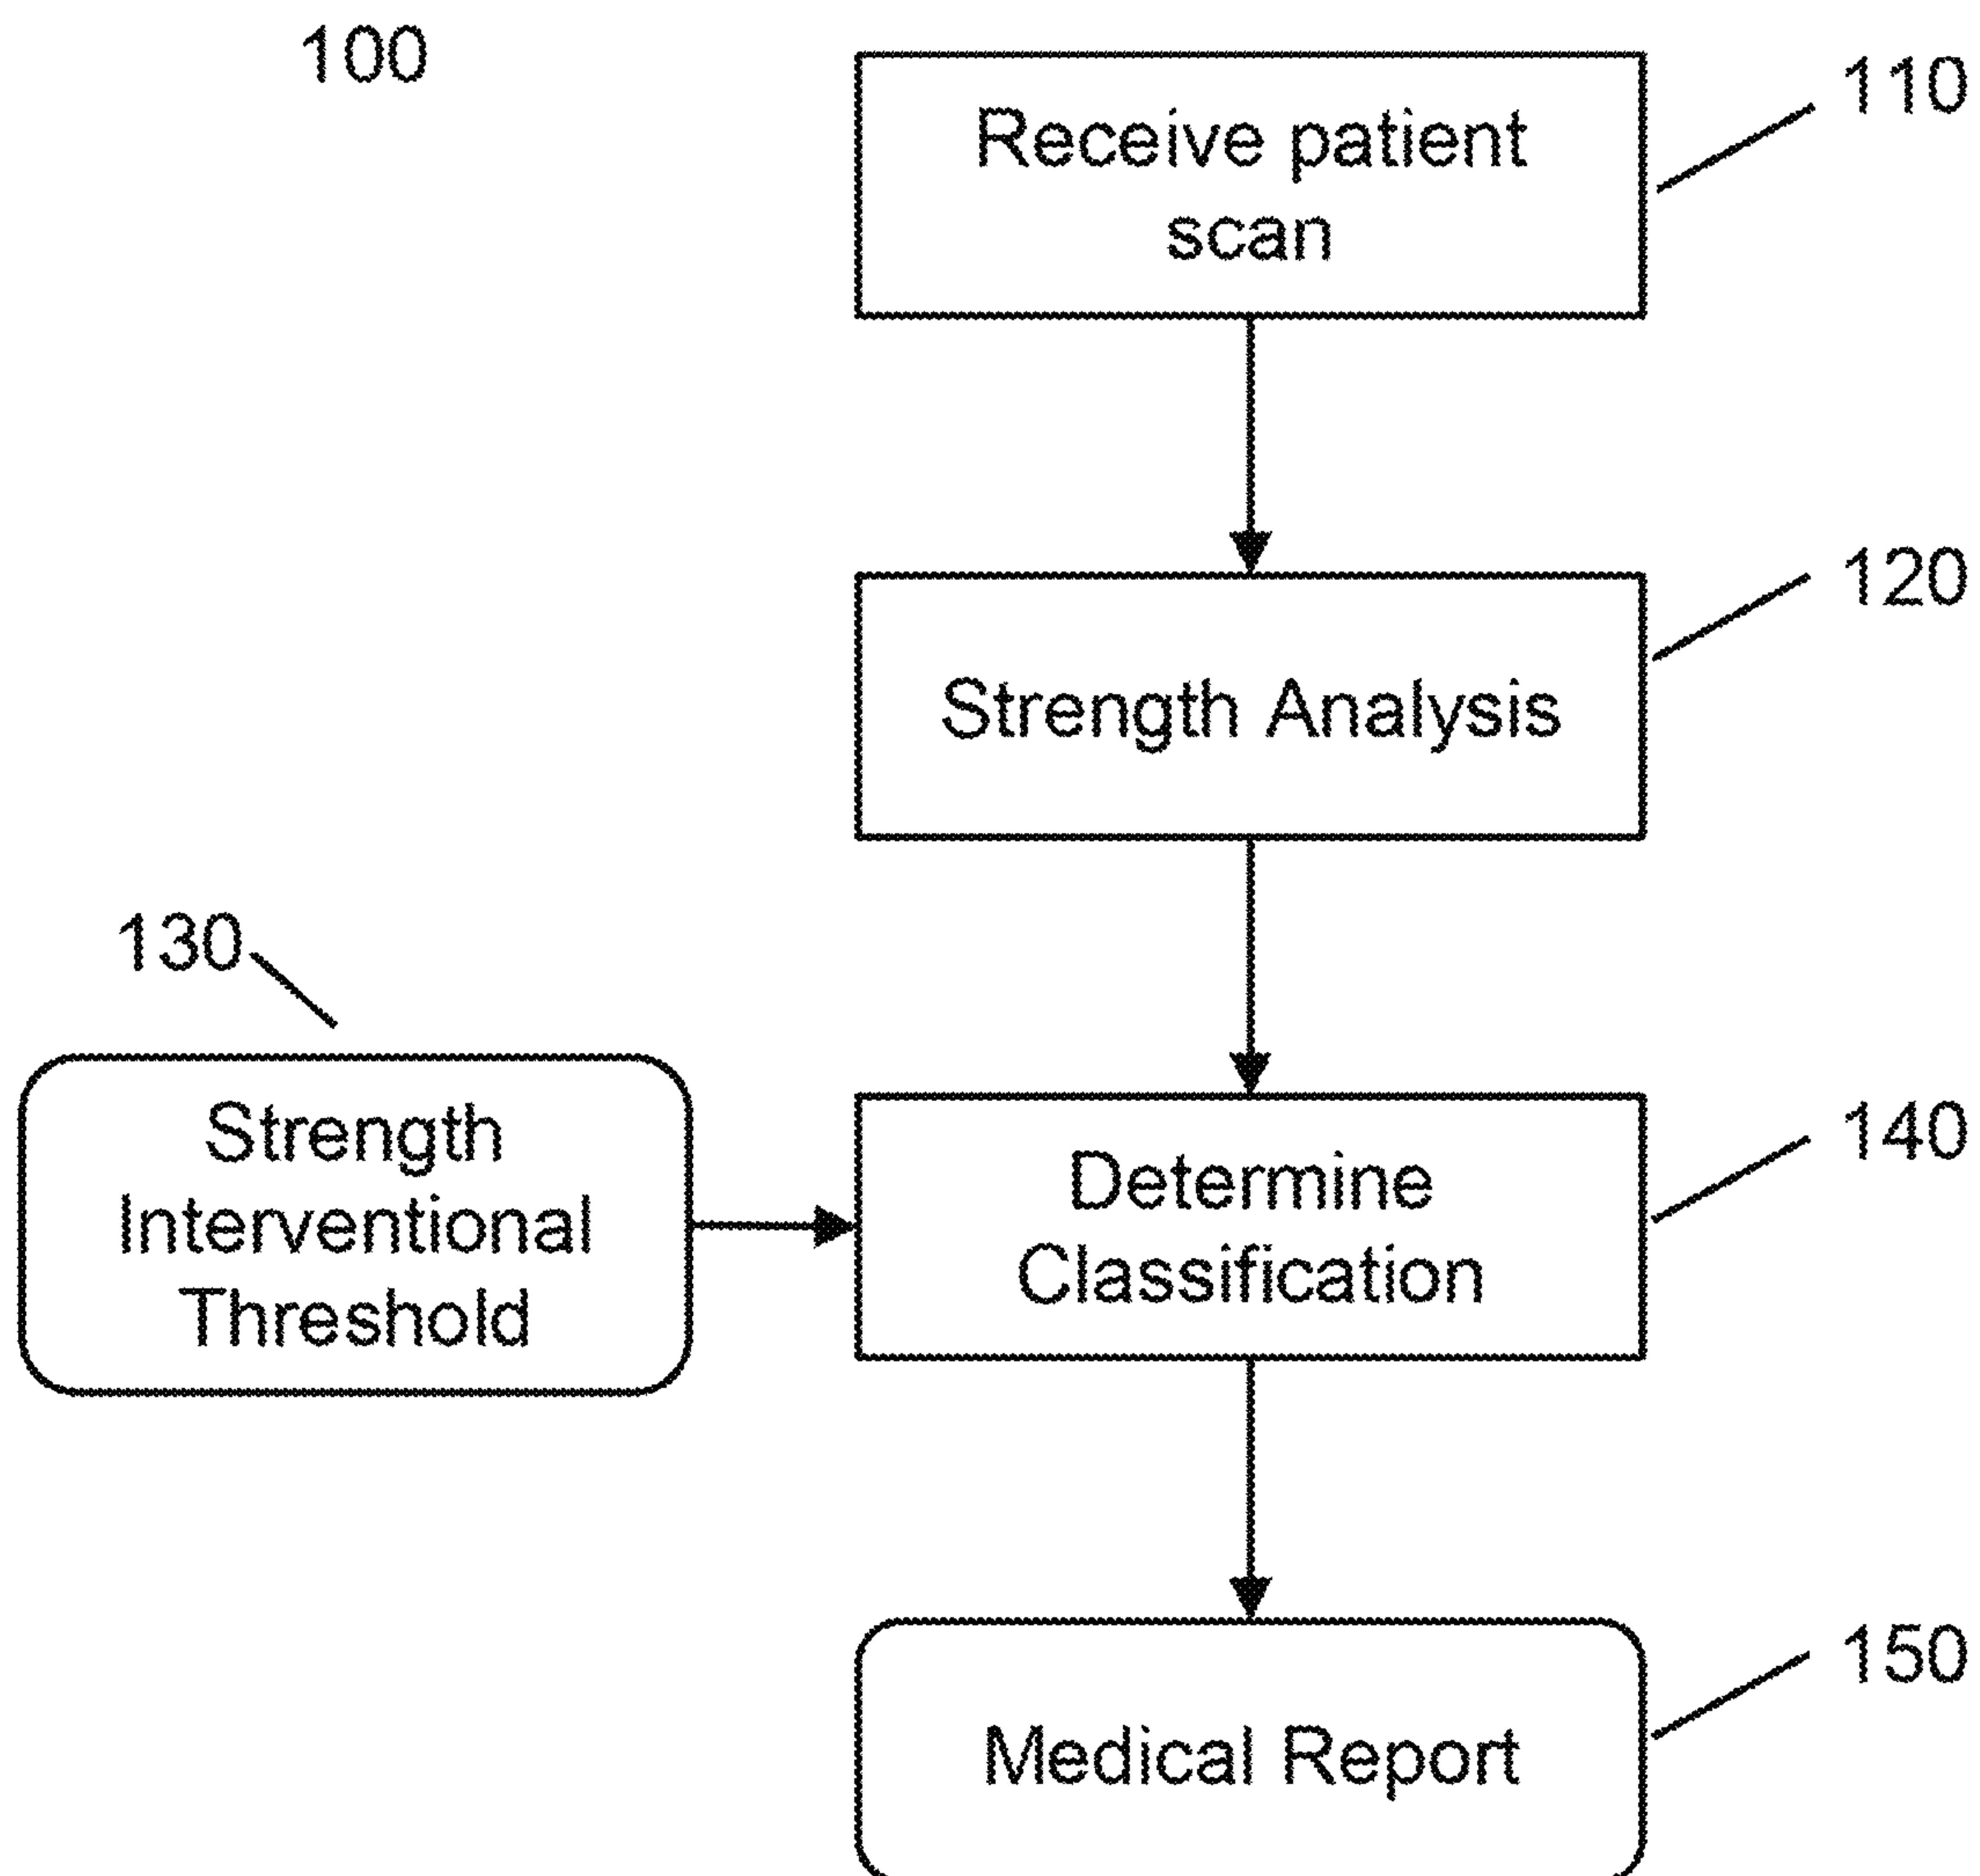 100
110
Receive patient
scan
120
Strength Analysis
130
Strength
Interventional
Threshold
140
Determine
Classification
150
Medical Report